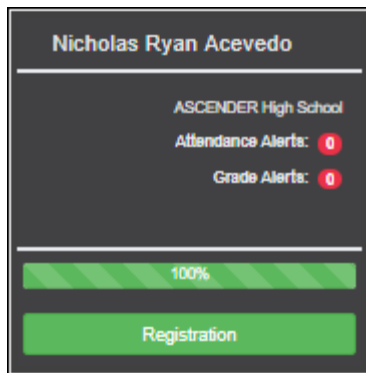 Nicholas Ryan Acevedo
ASCENDER High School
Attendance Alerts: 0
Grade Alerts: 0
100%
Registration